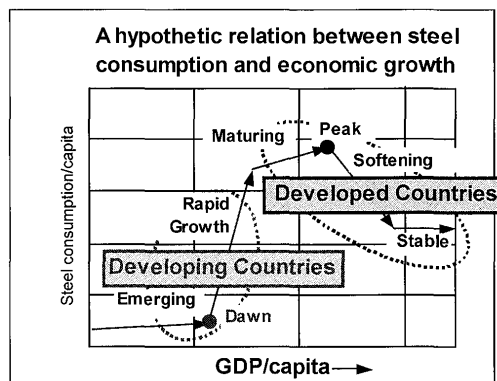 A hypothetic relation between steel
consumption and economic growth
Steel consumption/capita
Maturing
Peak
Softening
Developed Countries
Rapid
Growth
Stable
Developing Countries
Emerging
Dawn
GDP/capita